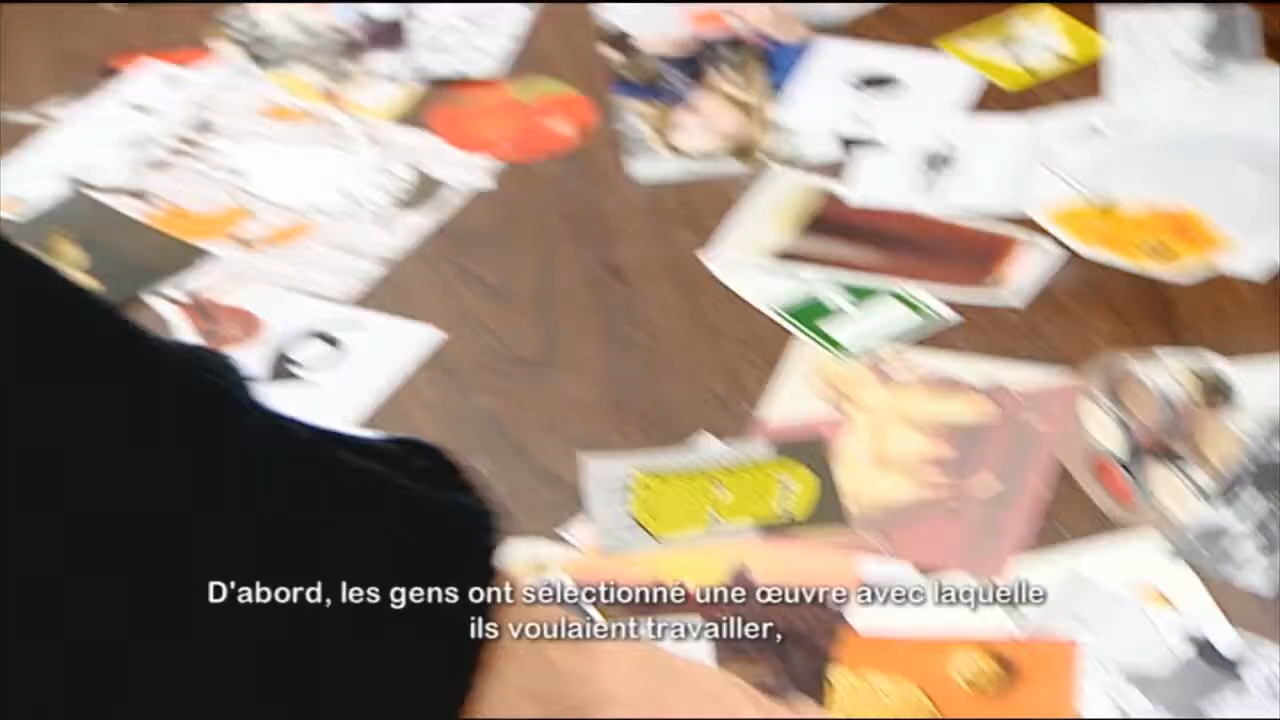 D'abord, les gens ont sélectionné une œuvre avec laquelle
ils voulaient travailler,